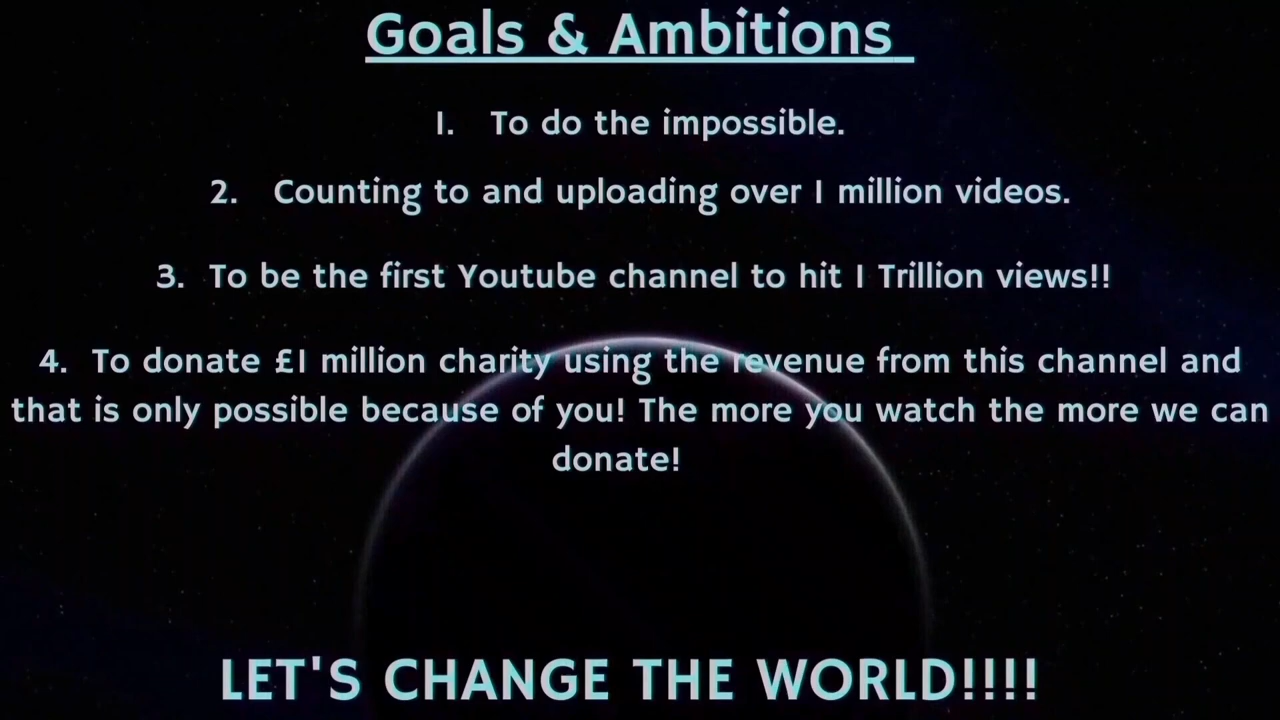 Goals & Ambitions
1. To do the impossible.
2. Counting to and uploading over 1 million videos.
3. To be the first Youtube channel to hit 1 Trillion views!!
4. To donate £1 million charity using the revenue from this channel and
that is only possible because of you! The more you watch the more we can
donate!
LET'S CHANGE THE WORLD!!!!